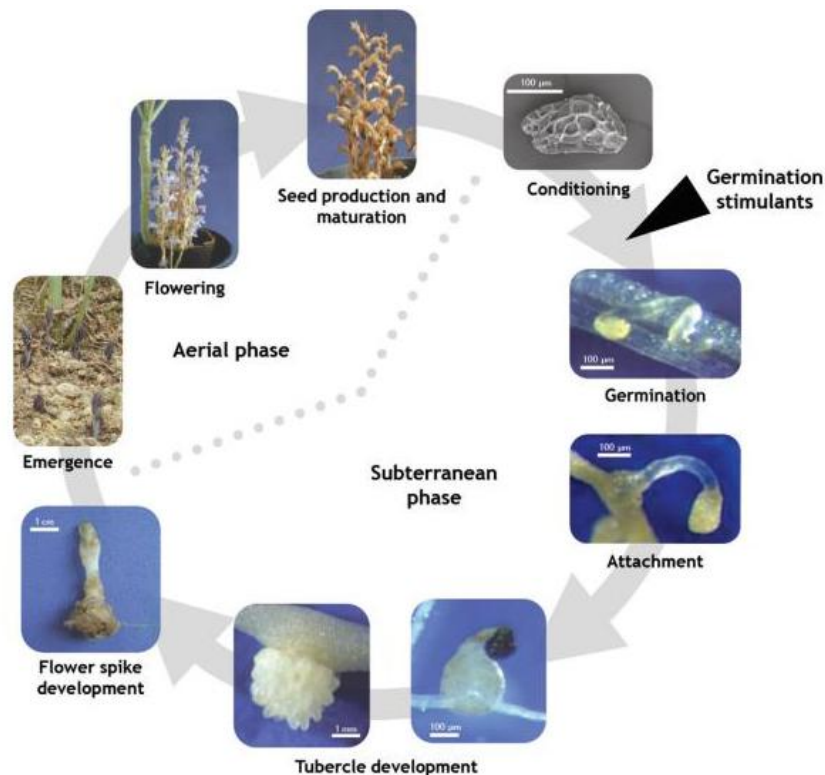 100 µm
Conditioning
Germination
stimulants
Seed production and
maturation
Flowering
Aerial phase
Emergence
100 µm
Germination
Subterranean
phase
100 µm
Attachment
1 cm
Flower spike
development
1 mm
100 µm
Tubercle development